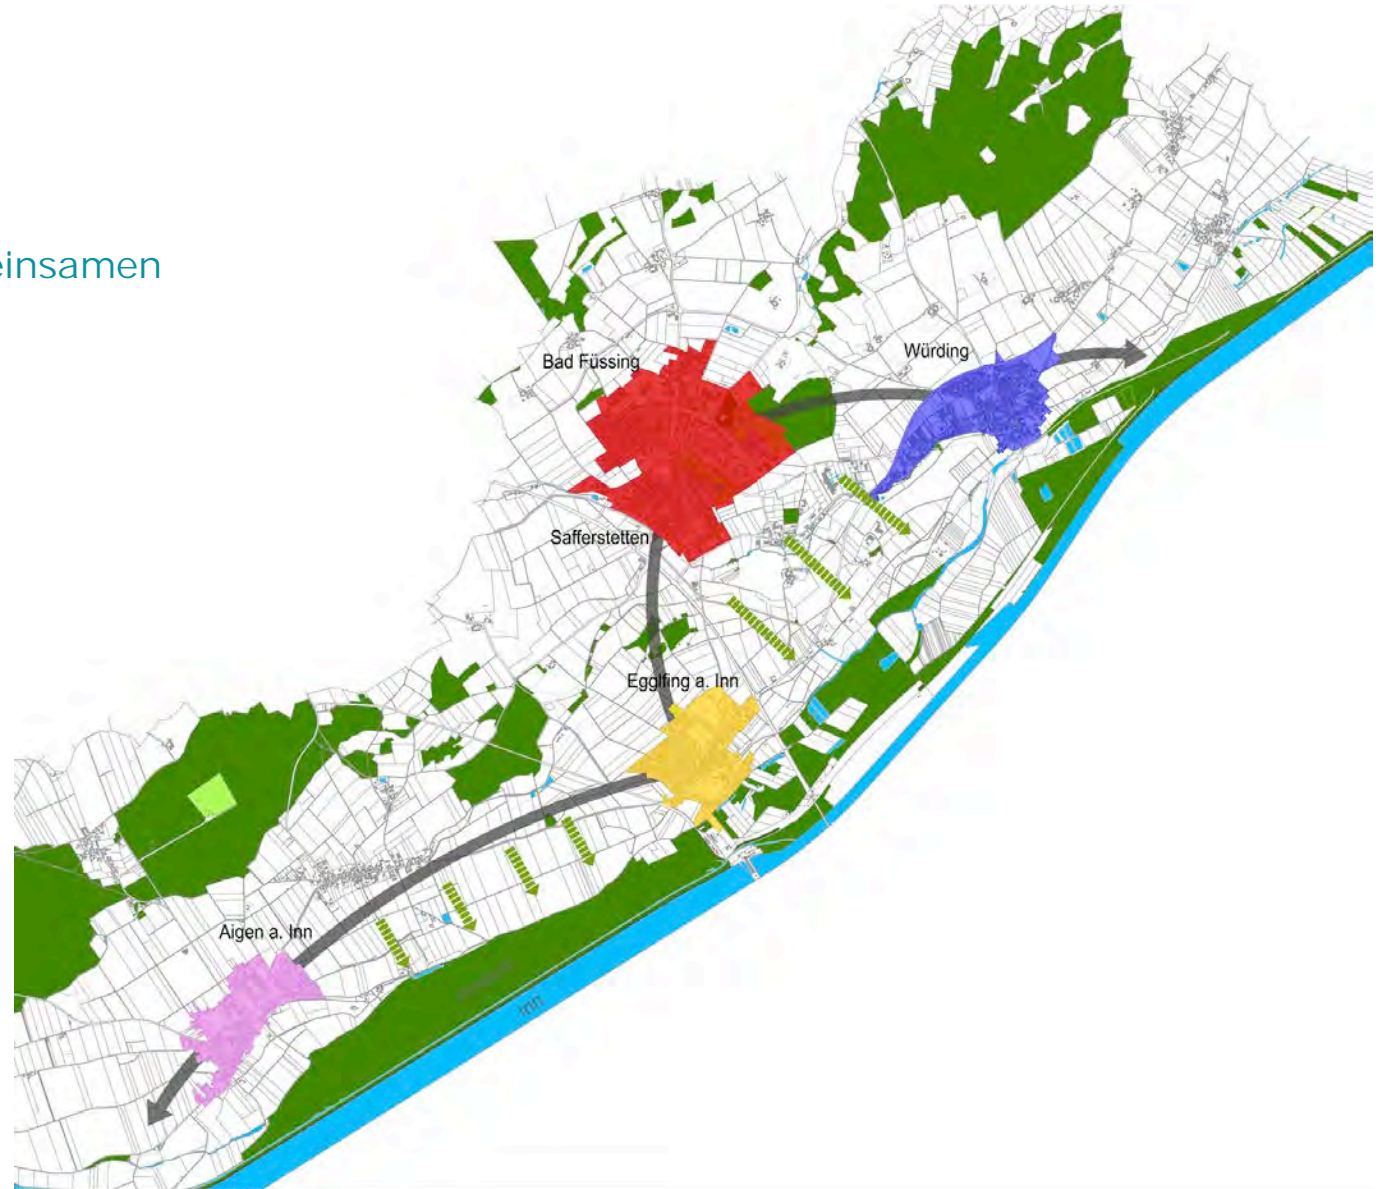 einsamen
Würding
Bad Füssing
Safferstetten
Egglfing a. Inn
Aigen a. Inn
Inn